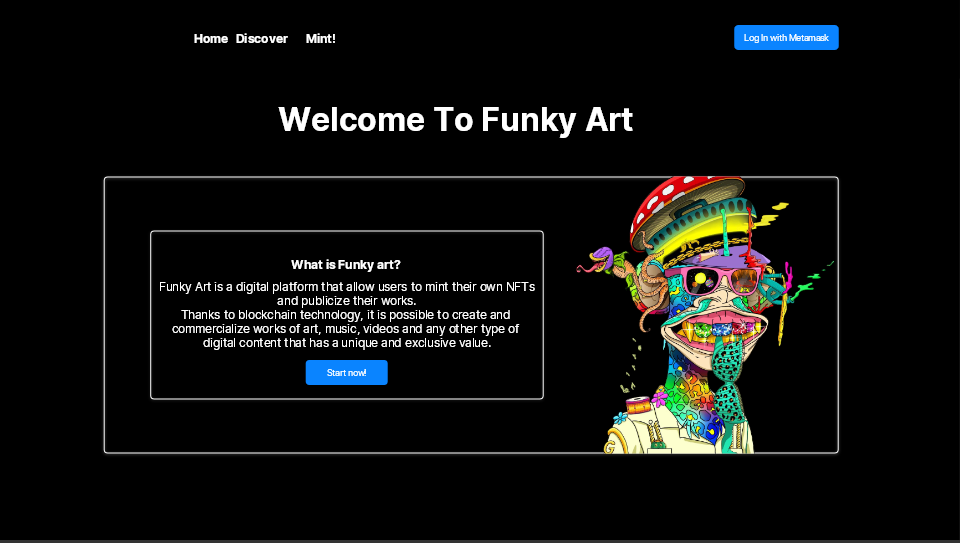 Home Discover Mint!
Log In with Metamask
Welcome To Funky Art
What is Funky art?
Funky Art is a digital platform that allow users to mint their own NFTs
and publicize their works.
Thanks to blockchain technology, it is possible to create and
commercialize works of art, music, videos and any other type of
digital content that has a unique and exclusive value.
Start now!